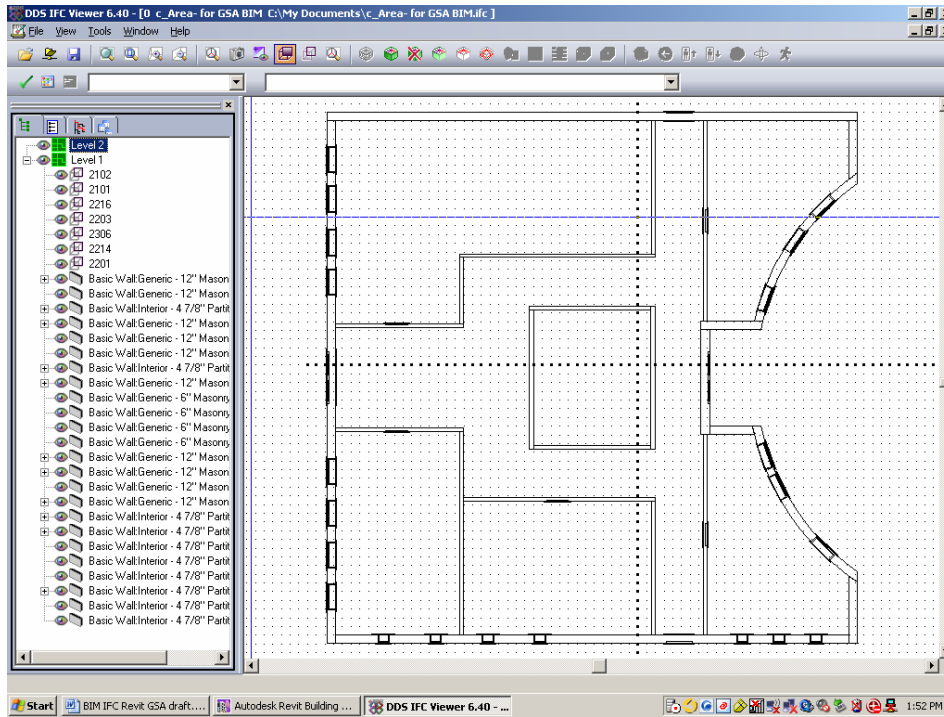 DDS IFC Viewer 6.40 - [0 c_Area- for GSA BIM C:\My Documents\c_Area- for GSA BIM.ifc ]
File View Tools Window Help
Level 2
Level 1
2102
2101
2216
2203
2306
2214
2201
Basic Wall:Generic - 12" Mason
Basic Wall:Generic - 12" Mason
Basic Wall:Interior - 4 7/8" Partit
Basic Wall:Generic - 12" Mason
Basic Wall:Generic - 12" Mason
Basic Wall:Generic - 12" Mason
Basic Wall:Interior - 4 7/8" Partit
Basic Wall:Generic - 12" Mason
Basic Wall:Generic - 6" Masonry
Basic Wall:Generic - 6" Masonry
Basic Wall:Generic - 6" Masonry
Basic Wall:Generic - 6" Masonry
Basic Wall:Generic - 12" Mason
Basic Wall:Generic - 12" Mason
Basic Wall:Generic - 12" Mason
Basic Wall:Generic - 12" Mason
Basic Wall:Interior - 4 7/8" Partit
Basic Wall:Interior - 4 7/8" Partit
Basic Wall:Interior - 4 7/8" Partit
Basic Wall:Interior - 4 7/8" Partit
Basic Wall:Interior - 4 7/8" Partit
Basic Wall:Interior - 4 7/8" Partit
Basic Wall:Interior - 4 7/8" Partit
Basic Wall:Interior - 4 7/8" Partit
Start BIM IFC Revit GSA draft.... Autodesk Revit Building ... DDS IFC Viewer 6.40 - ... 1:52 PM